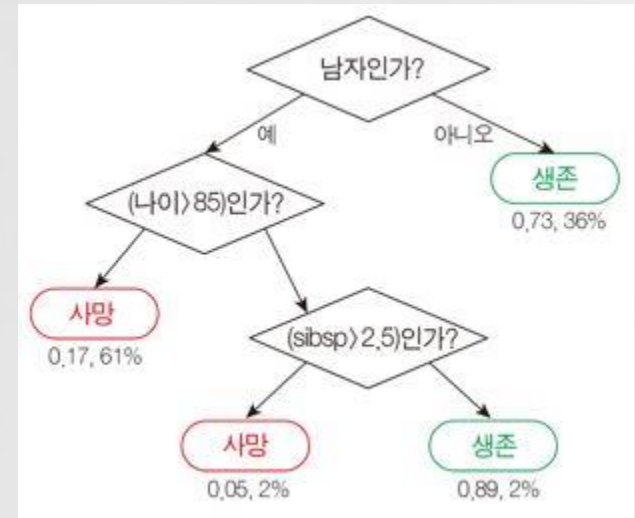 남자인가?
예
아니오
생존
0.73, 36%
(나이>85)인가?
사망
0.17, 61%
(sibsp>2.5)인가?
사망
0.05, 2%
생존
0.89, 2%